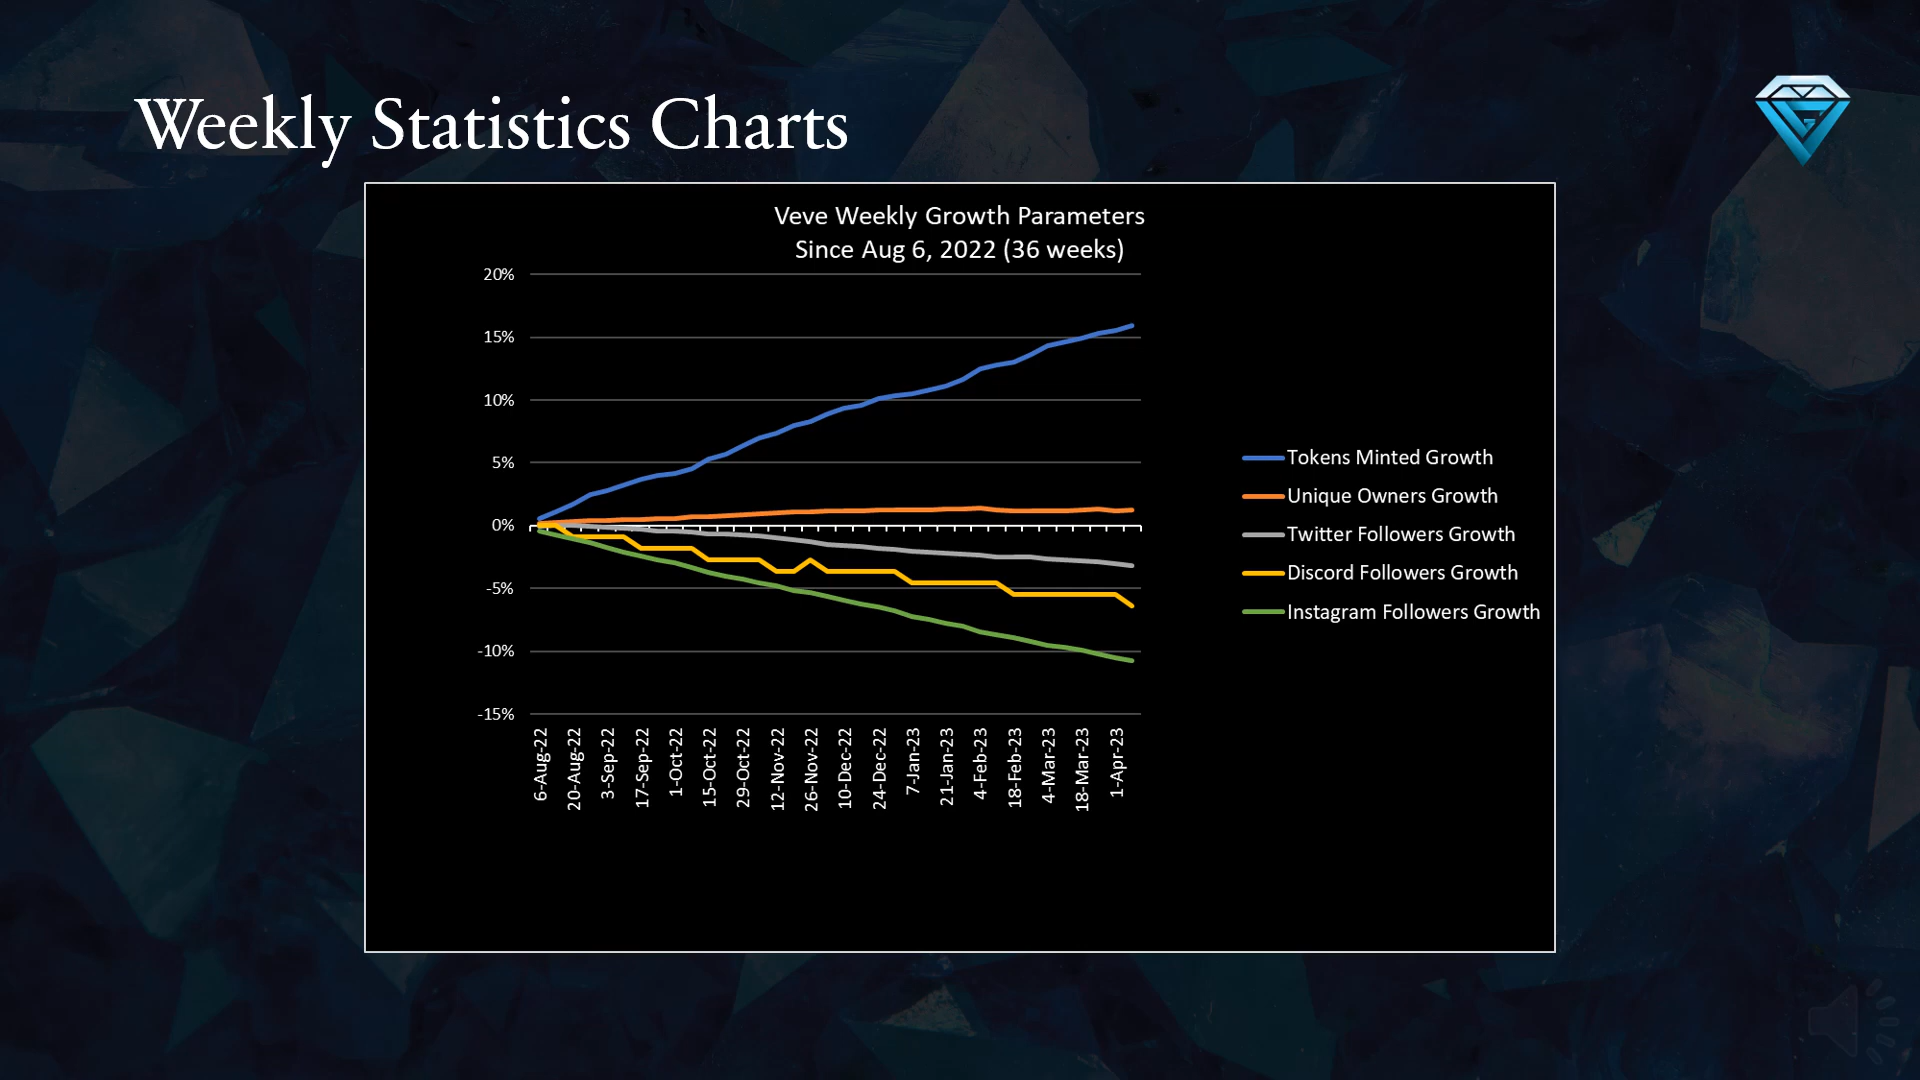 Weekly Statistics Charts
Veve Weekly Growth Parameters
Since Aug 6, 2022 (36 weeks)
20%
15%
10%
5%
0%
-5%
-10%
-15%
6-Aug-22
20-Aug-22
3-Sep-22
17-Sep-22
1-Oct-22
15-Oct-22
29-Oct-22
12-Nov-22
26-Nov-22
10-Dec-22
24-Dec-22
7-Jan-23
21-Jan-23
4-Feb-23
18-Feb-23
4-Mar-23
18-Mar-23
1-Apr-23
Tokens Minted Growth
Unique Owners Growth
Twitter Followers Growth
Discord Followers Growth
Instagram Followers Growth